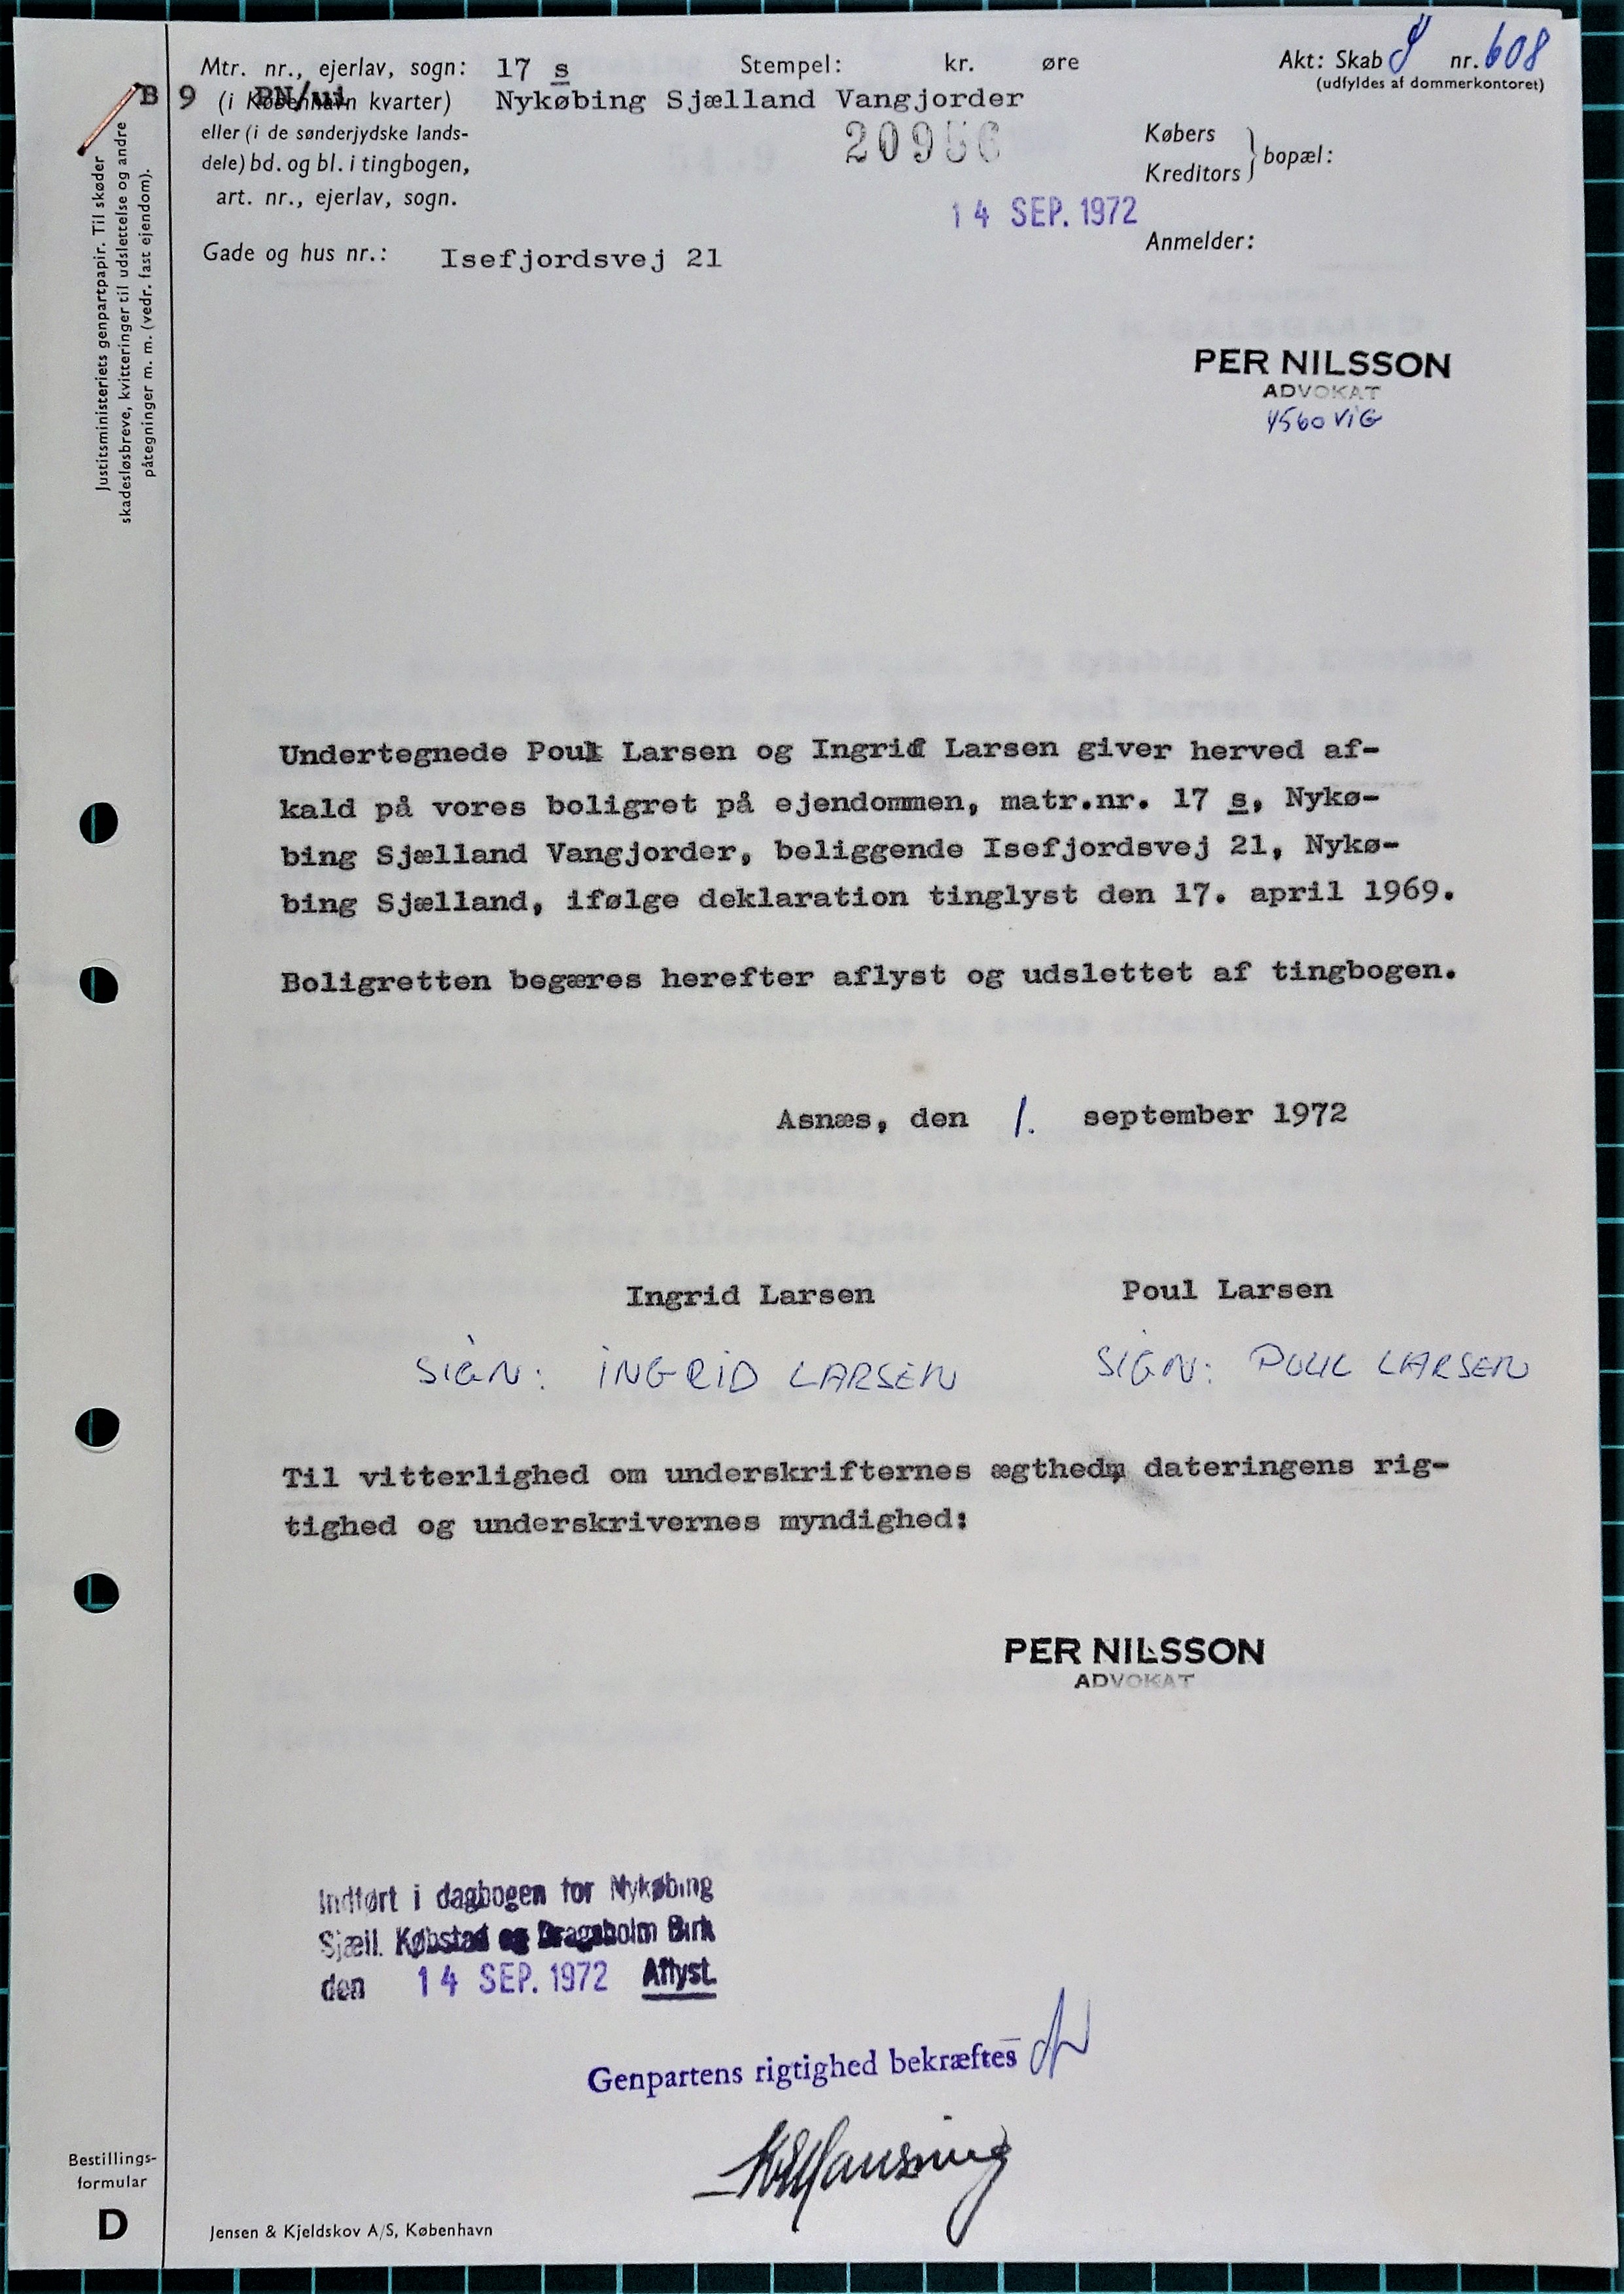 Mtr. nr., ejerlav, sogn: 17 s Stempel: kr. øre Akt: Skab nr. 608
(udfyldes af dommerkontoret)
B 9 PN/ui (i København kvarter) Nykøbing Sjælland Vangjorder
eller (i de sønderjydske lands-
dele) bd. og bl. i tingbogen,
art. nr., ejerlav, sogn.
20956
14 SEP. 1972
Købers
Kreditors } bopæl:
Anmelder:
Gade og hus nr.: Isefjordsvej 21
PER NILSSON
ADVOKAT
4560 ViG
Justitsministeriets genpartpapir. Til skøder
skadesløsbreve, kvitteringer til udslettelse og andre
påtegninger m. m. (vedr. fast ejendom).
Undertegnede Poul Larsen og Ingrid Larsen giver herved af-
kald på vores boligret på ejendommen, matr.nr. 17 s, Nykø-
bing Sjælland Vangjorder, beliggende Isefjordsvej 21, Nykø-
bing Sjælland, ifølge deklaration tinglyst den 17. april 1969.
Boligretten begæres herefter aflyst og udslettet af tingbogen.
Asnæs, den 1. september 1972
Ingrid Larsen Poul Larsen
SIGN: INGRID LARSEN SIGN: POUL LARSEN
Til vitterlighed om underskrifternes ægthed, dateringens rig-
tighed og underskrivernes myndighed:
PER NILSSON
ADVOKAT
Indført i dagbogen for Nykøbing
Sjæll. Købstad og Dragsholm Birk
den 14 SEP. 1972 Aflyst.
Genpartens rigtighed bekræftes
Bestillings-
formular
D
Jensen & Kjeldskov A/S, København